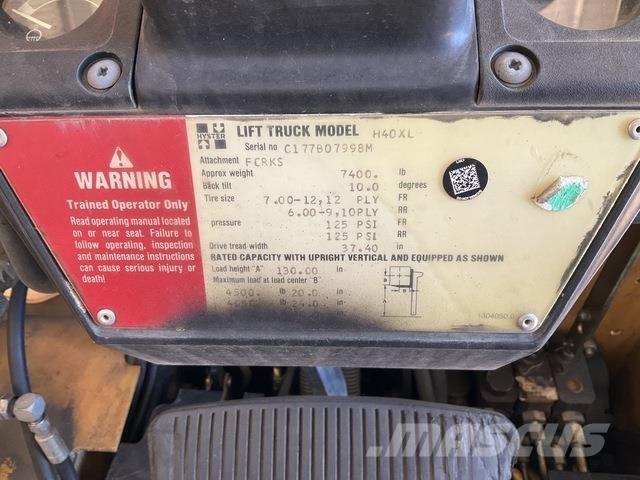 HYSTER
LIFT TRUCK MODEL H40XL
Serial no C177B07998M
Attachment FORKS
Approx weight 7400. lb
Back tilt 10.0 degrees
Tire size 7.00-12,12 PLY FR
6.00-9,10PLY RR
pressure 125 PSI FR
125 PSI RR
Drive tread width 37.40 in
RATED CAPACITY WITH UPRIGHT VERTICAL AND EQUIPPED AS SHOWN
Load height "A" 130.00 in
Maximum load at load center "B"
4500. lb 20.0 in
lb 24.0 in
B
B
A
WARNING
Trained Operator Only
Read operating manual located
on or near seat. Failure to
follow operating, inspection
and maintenance instructions
can cause serious injury or
death!
MASCUS